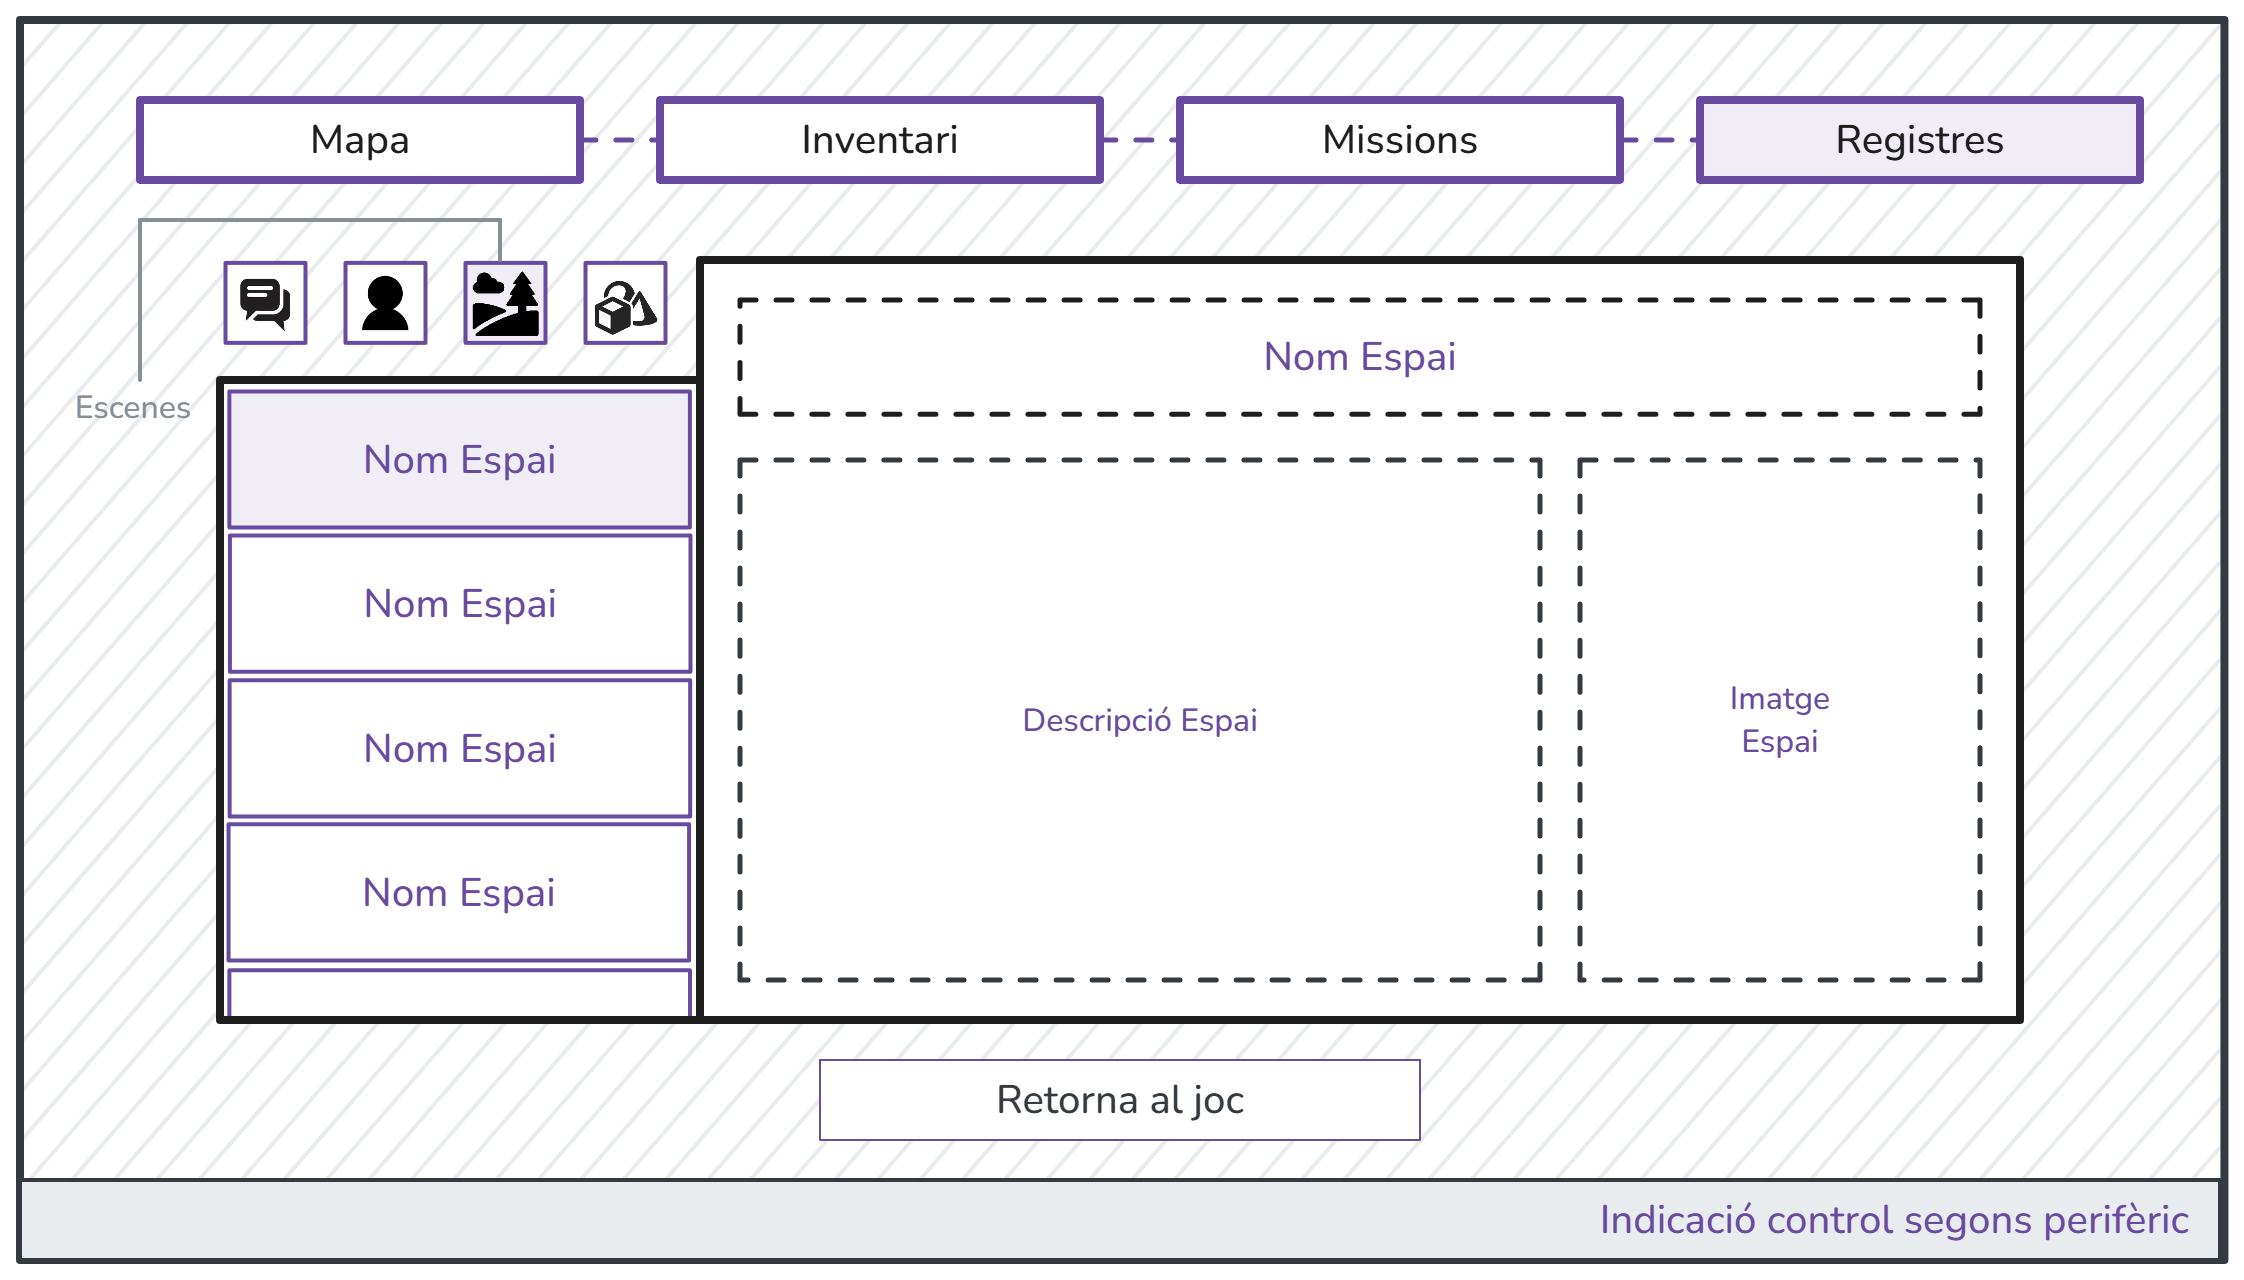 Mapa
Inventari
Missions
Registres
Escenes
Nom Espai
Nom Espai
Nom Espai
Nom Espai
Nom Espai
Descripció Espai
Imatge
Espai
Retorna al joc
Indicació control segons perifèric